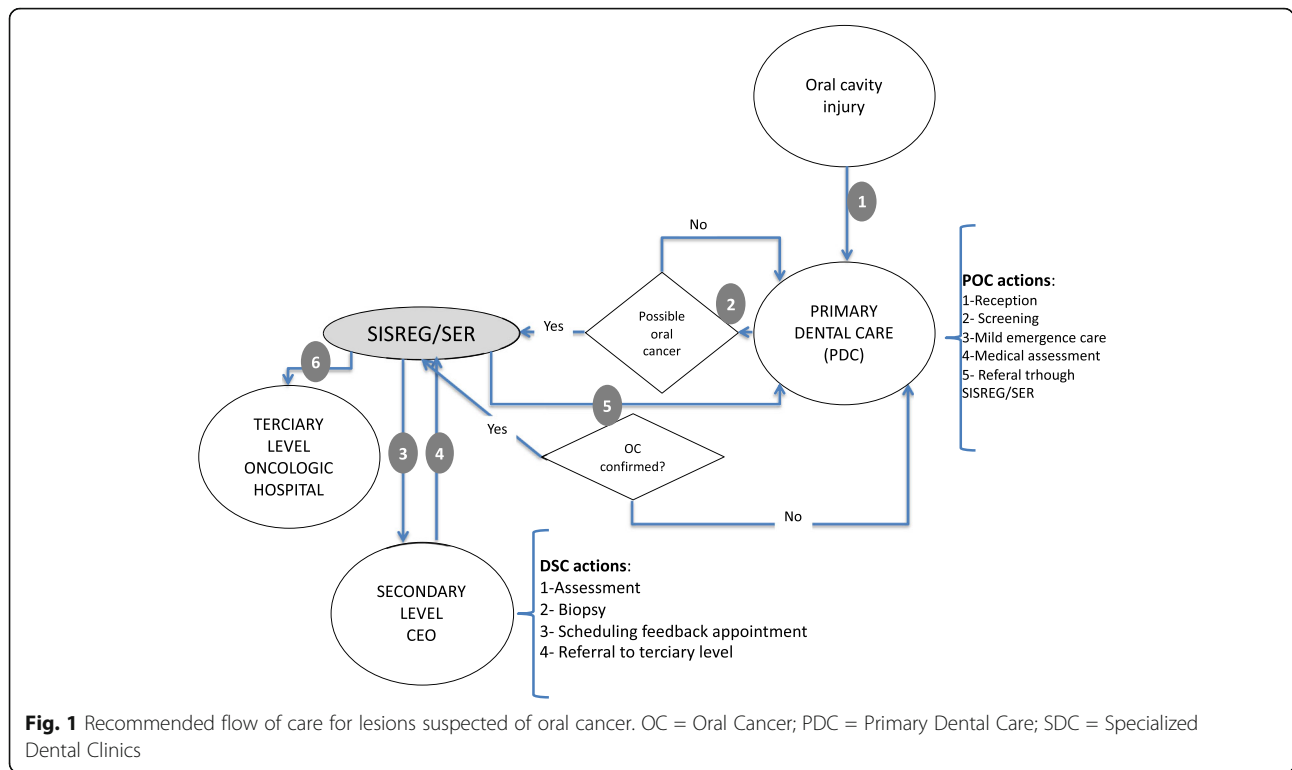 Oral cavity
injury
1
No
2
Possible
oral
cancer
Yes
PRIMARY
DENTAL CARE
(PDC)
POC actions:
1-Reception
2- Screening
3-Mild emergence care
4-Medical assessment
5- Referal trhough
SISREG/SER
SISREG/SER
6
5
Yes
TERCIARY
LEVEL
ONCOLOGIC
HOSPITAL
3
4
OC
confirmed?
No
SECONDARY
LEVEL
CEO
DSC actions:
1-Assessment
2- Biopsy
3- Scheduling feedback appointment
4- Referral to terciary level
Fig. 1 Recommended flow of care for lesions suspected of oral cancer. OC = Oral Cancer; PDC = Primary Dental Care; SDC = Specialized
Dental Clinics